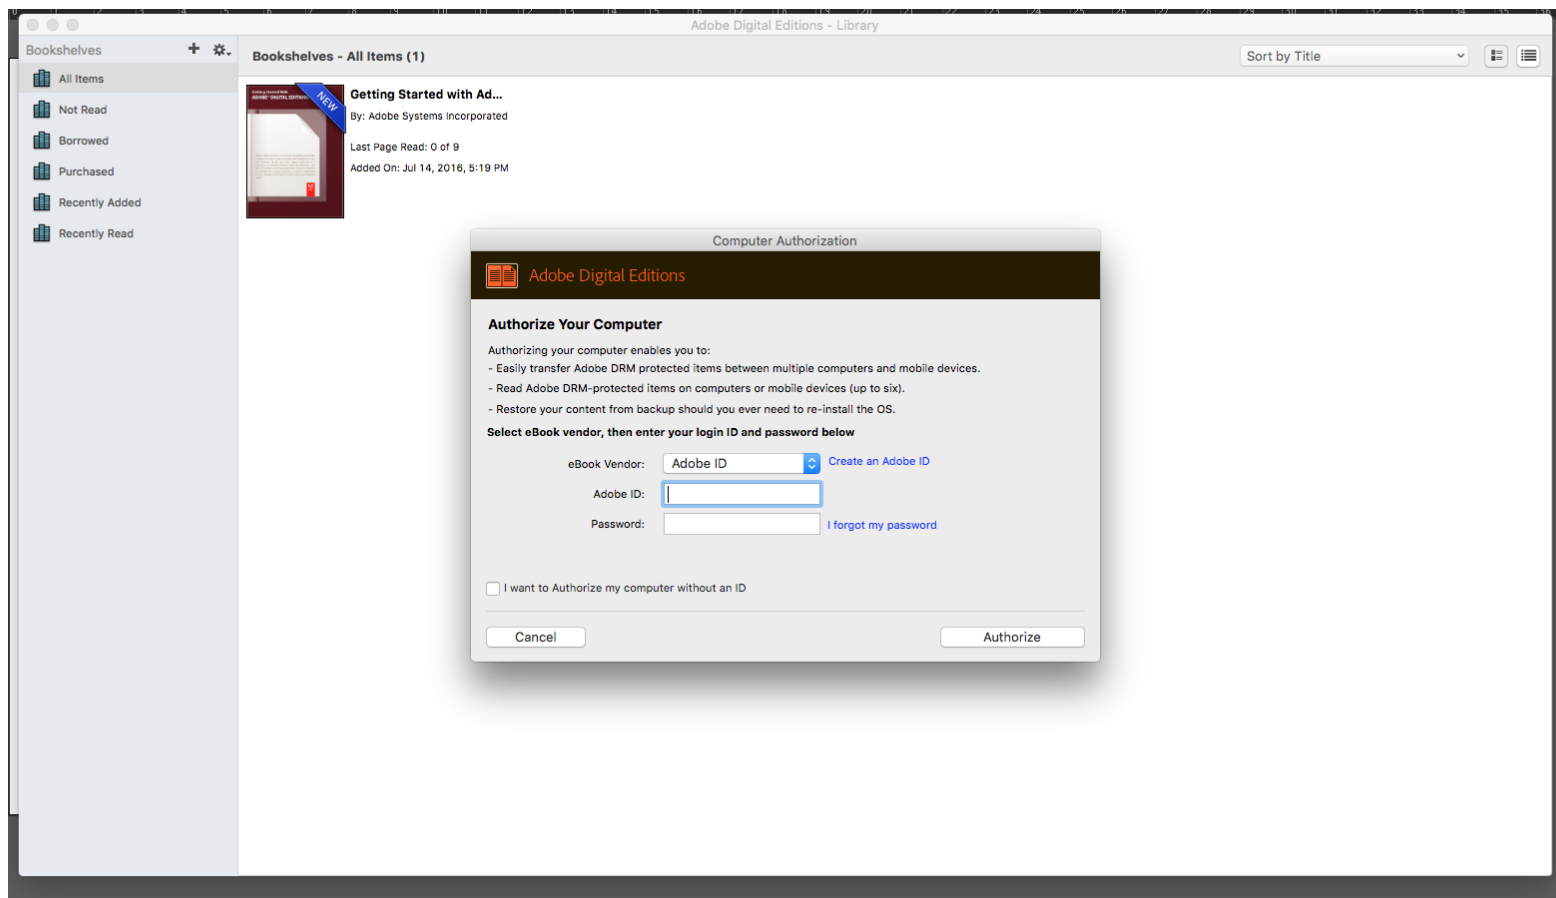 Adobe Digital Editions - Library
Bookshelves
Bookshelves - All Items (1)
Sort by Title
All Items
Not Read
Borrowed
Purchased
Recently Added
Recently Read
NEW
Getting Started with Ad...
By: Adobe Systems Incorporated
Last Page Read: 0 of 9
Added On: Jul 14, 2016, 5:19 PM
Computer Authorization
Adobe Digital Editions
Authorize Your Computer
Authorizing your computer enables you to:
- Easily transfer Adobe DRM protected items between multiple computers and mobile devices.
- Read Adobe DRM-protected items on computers or mobile devices (up to six).
- Restore your content from backup should you ever need to re-install the OS.
Select eBook vendor, then enter your login ID and password below
eBook Vendor: Adobe ID Create an Adobe ID
Adobe ID:
Password: I forgot my password
I want to Authorize my computer without an ID
Cancel Authorize